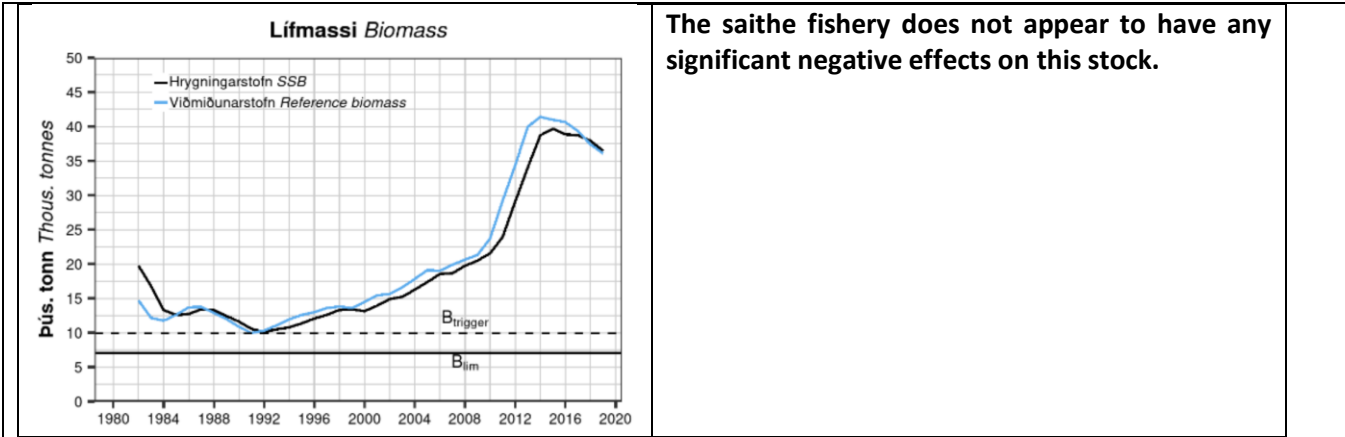 Lífmassi Biomass
Þús. tonn Thous. tonnes
50
45
40
35
30
25
20
15
10
5
0
Hrygningarstofn SSB
Viðmiðunarstofn Reference biomass
Btrigger
Blim
1980 1984 1988 1992 1996 2000 2004 2008 2012 2016 2020
The saithe fishery does not appear to have any
significant negative effects on this stock.